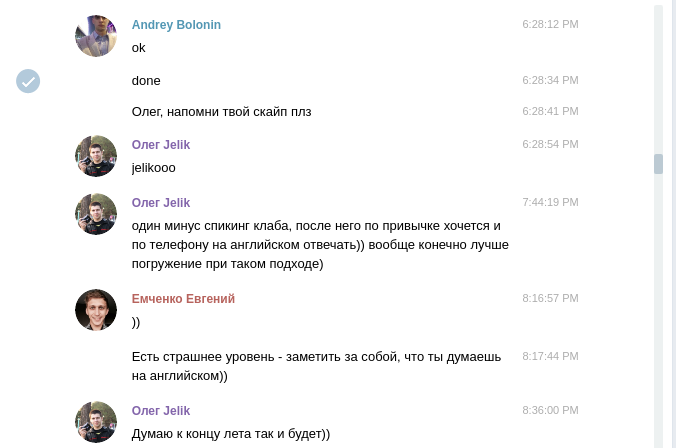 Andrey Bolonin 6:28:12 PM
ok
done 6:28:34 PM
Олег, напомни твой скайп плз 6:28:41 PM
Олег Jelik 6:28:54 PM
jelikooo
Олег Jelik 7:44:19 PM
один минус спикинг клаба, после него по привычке хочется и
по телефону на английском отвечать)) вообще конечно лучше
погружение при таком подходе)
Емченко Евгений 8:16:57 PM
))
Есть страшнее уровень - заметить за собой, что ты думаешь 8:17:44 PM
на английском))
Олег Jelik 8:36:00 PM
Думаю к концу лета так и будет))